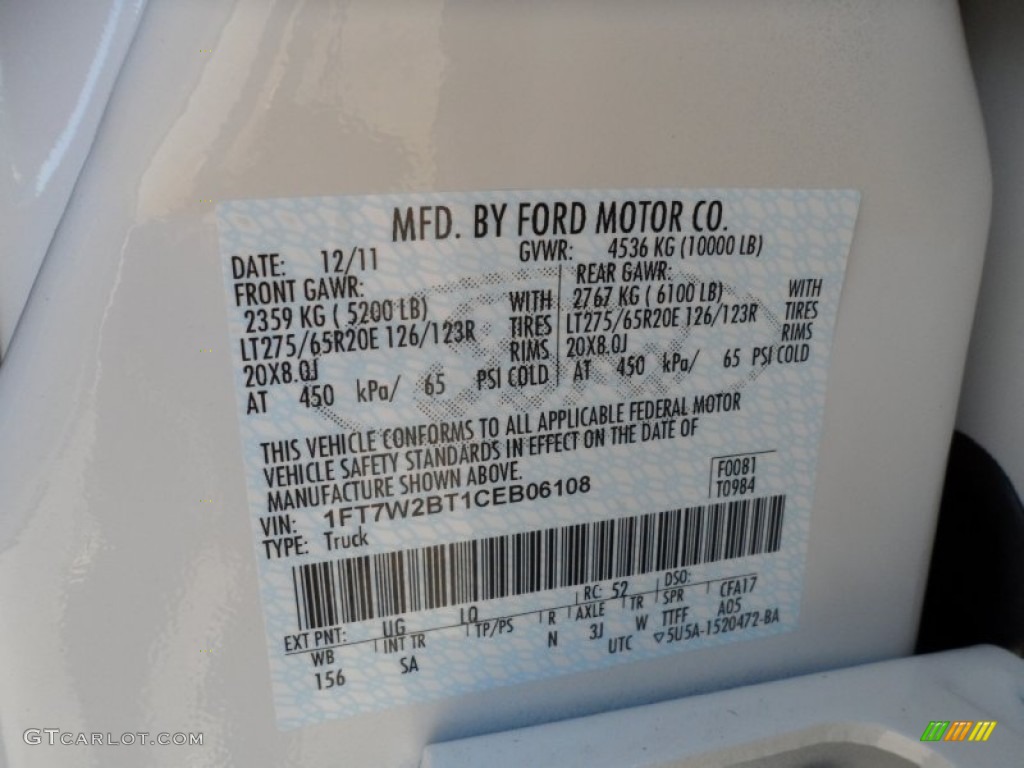 MFD. BY FORD MOTOR CO.
DATE: 12/11 GVWR: 4536 KG (10000 LB)
FRONT GAWR: REAR GAWR:
2359 KG ( 5200 LB) WITH 2767 KG ( 6100 LB) WITH
LT275/65R20E 126/123R TIRES LT275/65R20E 126/123R TIRES
20X8.0J RIMS 20X8.0J RIMS
AT 450 kPa/ 65 PSI COLD AT 450 kPa/ 65 PSI COLD
THIS VEHICLE CONFORMS TO ALL APPLICABLE FEDERAL MOTOR
VEHICLE SAFETY STANDARDS IN EFFECT ON THE DATE OF
MANUFACTURE SHOWN ABOVE.
F0081
VIN: 1FT7W2BT1CEB06108 T0984
TYPE: Truck
EXT PNT: UG LQ RC: 52 DSO:
WB INT TR TP/PS R AXLE TR SPR CFA17
156 SA N 3J W TTFF A05
UTC ▽5U5A-1520472-BA
GTCARLOT.COM